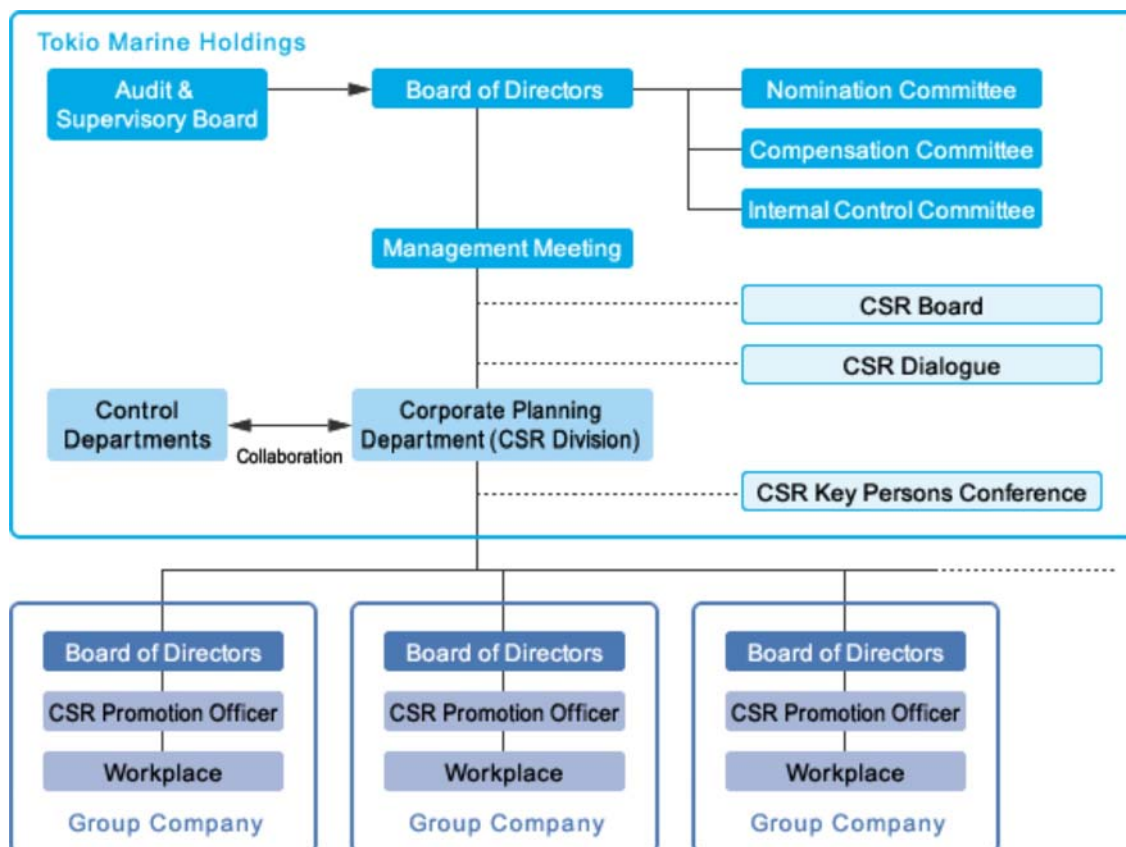 Tokio Marine Holdings
Audit &
Supervisory Board
Board of Directors
Nomination Committee
Compensation Committee
Internal Control Committee
Management Meeting
CSR Board
CSR Dialogue
Control
Departments
Collaboration
Corporate Planning
Department (CSR Division)
CSR Key Persons Conference
Board of Directors
CSR Promotion Officer
Workplace
Group Company
Board of Directors
CSR Promotion Officer
Workplace
Group Company
Board of Directors
CSR Promotion Officer
Workplace
Group Company